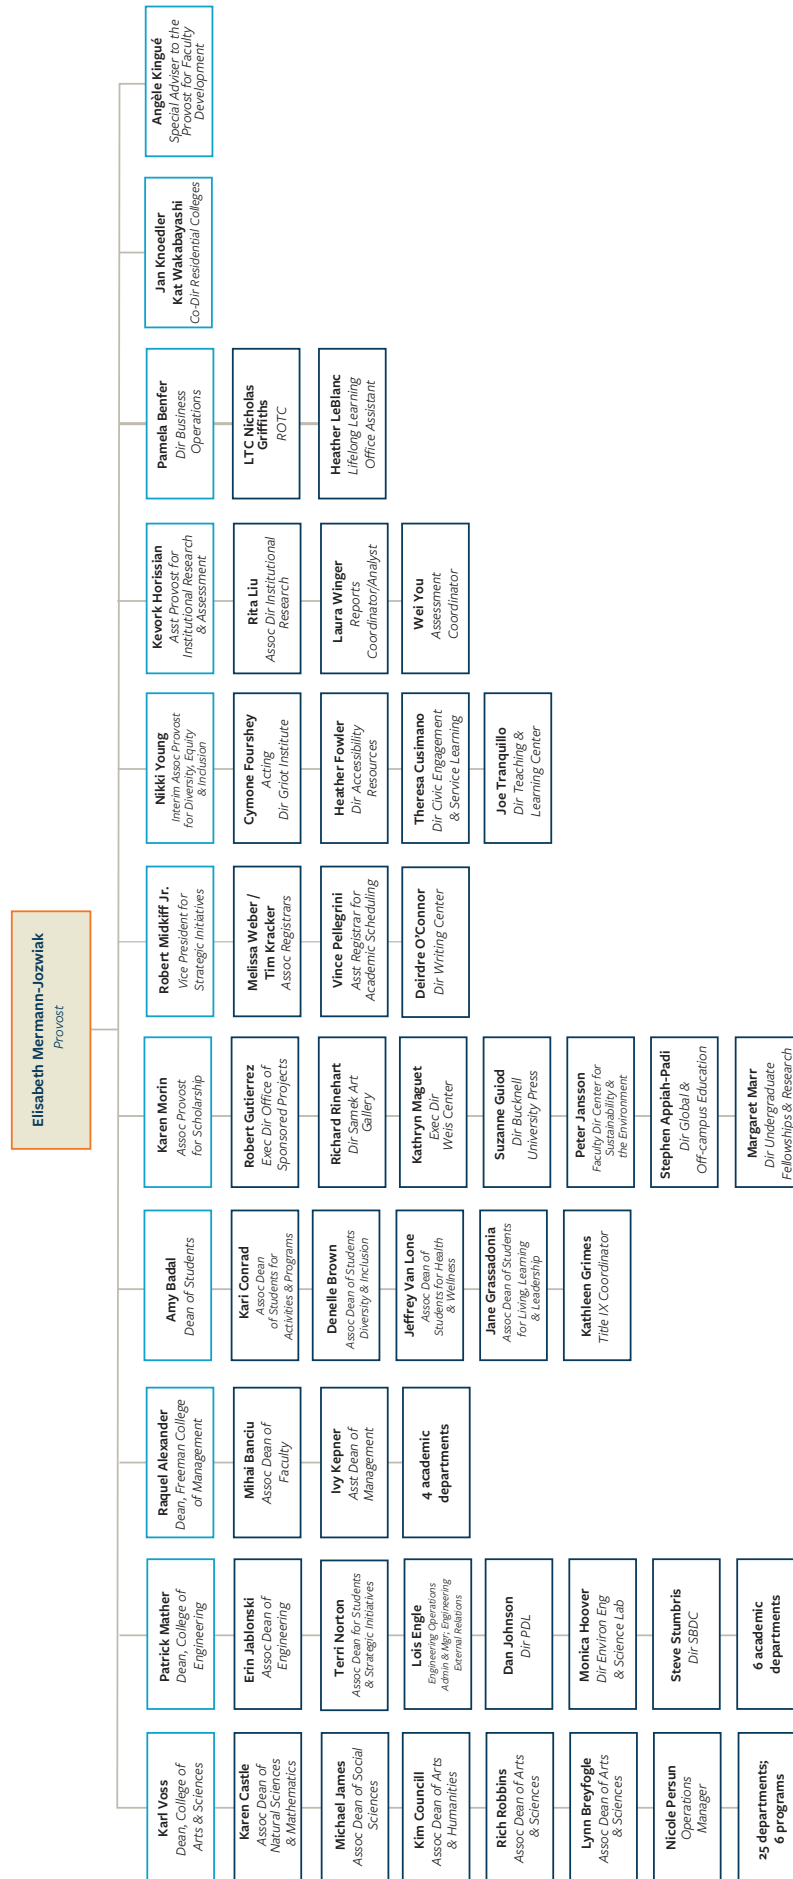 Elisabeth Mermann-Jozwiak
Provost
Karl Voss
Dean, College of
Arts & Sciences
Karen Castle
Assoc Dean of
Natural Sciences
& Mathematics
Michael James
Assoc Dean of Social
Sciences
Kim Councill
Assoc Dean of Arts
& Humanities
Rich Robbins
Assoc Dean of Arts
& Sciences
Lynn Breyfogle
Assoc Dean of Arts
& Sciences
Nicole Persun
Operations
Manager
25 departments;
6 programs
Patrick Mather
Dean, College of
Engineering
Erin Jablonski
Assoc Dean of
Engineering
Terri Norton
Assoc Dean for Students
& Strategic Initiatives
Lois Engle
Engineering Operations
Admin & Mgr; Engineering
External Relations
Dan Johnson
Dir PDL
Monica Hoover
Dir Environ Eng
& Science Lab
Steve Stumbris
Dir SBDC
6 academic
departments
Raquel Alexander
Dean, Freeman College
of Management
Mihai Banciu
Assoc Dean of
Faculty
Ivy Kepner
Asst Dean of
Management
4 academic
departments
Amy Badal
Dean of Students
Kari Conrad
Assoc Dean
of Students for
Activities & Programs
Denelle Brown
Assoc Dean of Students
Diversity & Inclusion
Jeffrey Van Lone
Assoc Dean of
Students for Health
& Wellness
Jane Grassadonia
Assoc Dean of Students
for Living, Learning
& Leadership
Kathleen Grimes
Title IX Coordinator
Karen Morin
Assoc Provost
for Scholarship
Robert Gutierrez
Exec Dir Office of
Sponsored Projects
Richard Rinehart
Dir Samek Art
Gallery
Kathryn Maguet
Exec Dir
Weis Center
Suzanne Guiod
Dir Bucknell
University Press
Peter Jansson
Faculty Dir Center for
Sustainability &
the Environment
Stephen Appiah-Padi
Dir Global &
Off-campus Education
Margaret Marr
Dir Undergraduate
Fellowships & Research
Robert Midkiff Jr.
Vice President for
Strategic Initiatives
Melissa Weber /
Tim Kracker
Assoc Registrars
Vince Pellegrini
Asst Registrar for
Academic Scheduling
Deirdre O'Connor
Dir Writing Center
Nikki Young
Interim Assoc Provost
for Diversity, Equity
& Inclusion
Cymone Fourshey
Acting
Dir Griot Institute
Heather Fowler
Dir Accessibility
Resources
Theresa Cusimano
Dir Civic Engagement
& Service Learning
Joe Tranquillo
Dir Teaching &
Learning Center
Kevork Horissian
Asst Provost for
Institutional Research
& Assessment
Rita Liu
Assoc Dir Institutional
Research
Laura Winger
Reports
Coordinator/Analyst
Wei You
Assessment
Coordinator
Pamela Benfer
Dir Business
Operations
LTC Nicholas
Griffiths
ROTC
Heather LeBlanc
Lifelong Learning
Office Assistant
Jan Knoedler
Kat Wakabayashi
Co-Dir Residential Colleges
Angèle Kingué
Special Adviser to the
Provost for Faculty
Development